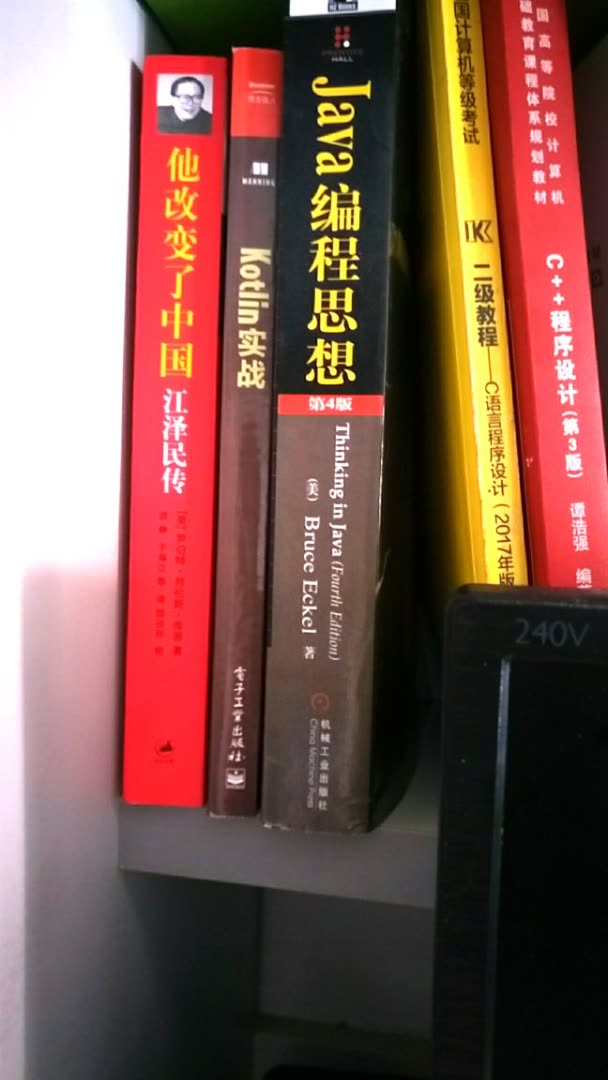 他改变了中国
江泽民传
MANNING
Kotlin实战
电子工业出版社
PRENTICE
HALL
Java编程思想
第4版
Thinking in Java (Fourth Edition)
(美) Bruce Eckel 著
机械工业出版社
China Machine Press
国计算机等级考试
K
二级教程——C语言程序设计(2017年版
国高等院校计算机
础教育课程体系规划教材
C++程序设计(第3版)
谭浩强 编著
240V